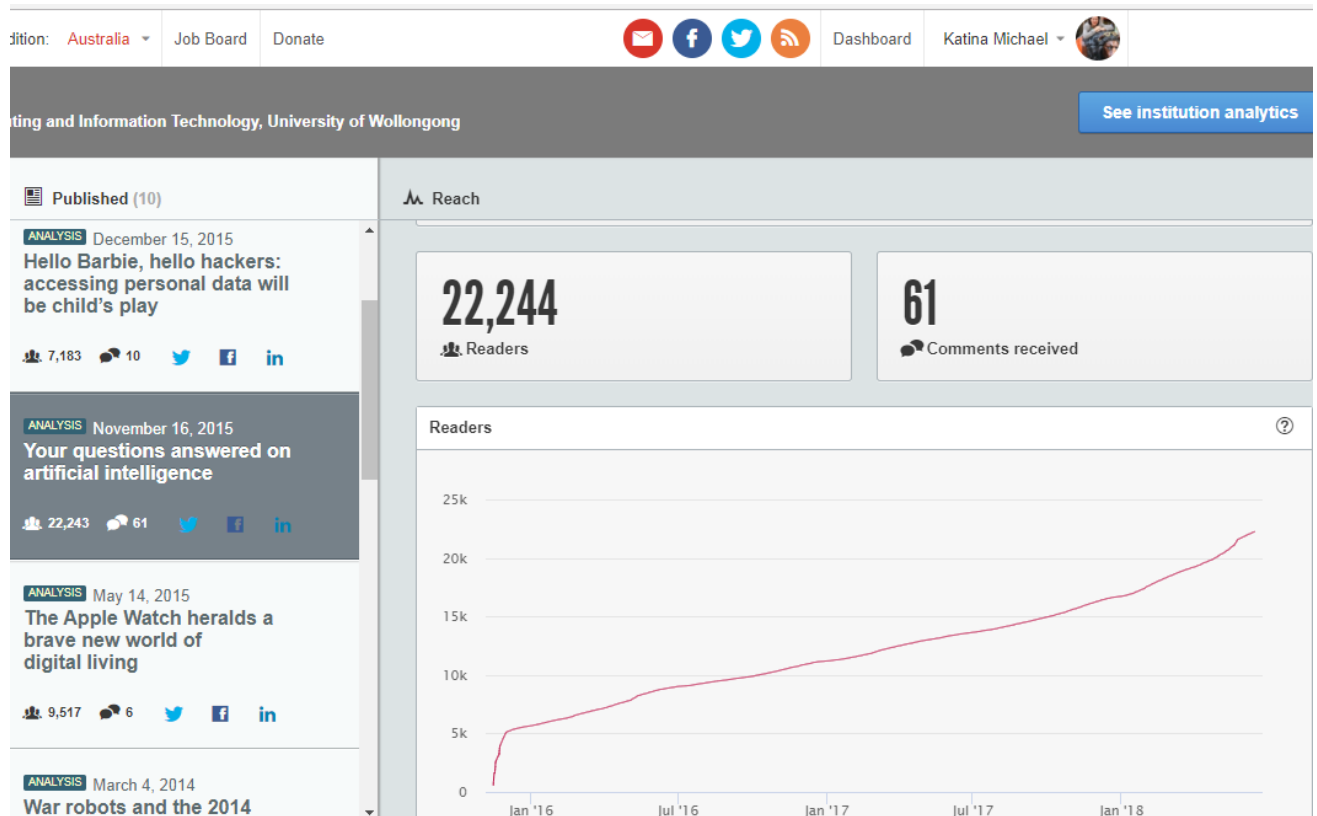 dition: Australia Job Board Donate Dashboard Katina Michael
ting and Information Technology, University of Wollongong
See institution analytics
Published (10)
ANALYSIS December 15, 2015
Hello Barbie, hello hackers:
accessing personal data will
be child's play
7,183 10
ANALYSIS November 16, 2015
Your questions answered on
artificial intelligence
22,243 61
ANALYSIS May 14, 2015
The Apple Watch heralds a
brave new world of
digital living
9,517 6
ANALYSIS March 4, 2014
War robots and the 2014
Reach
22,244
Readers
61
Comments received
Readers
25k
20k
15k
10k
5k
0
Jan '16 Jul '16 Jan '17 Jul '17 Jan '18